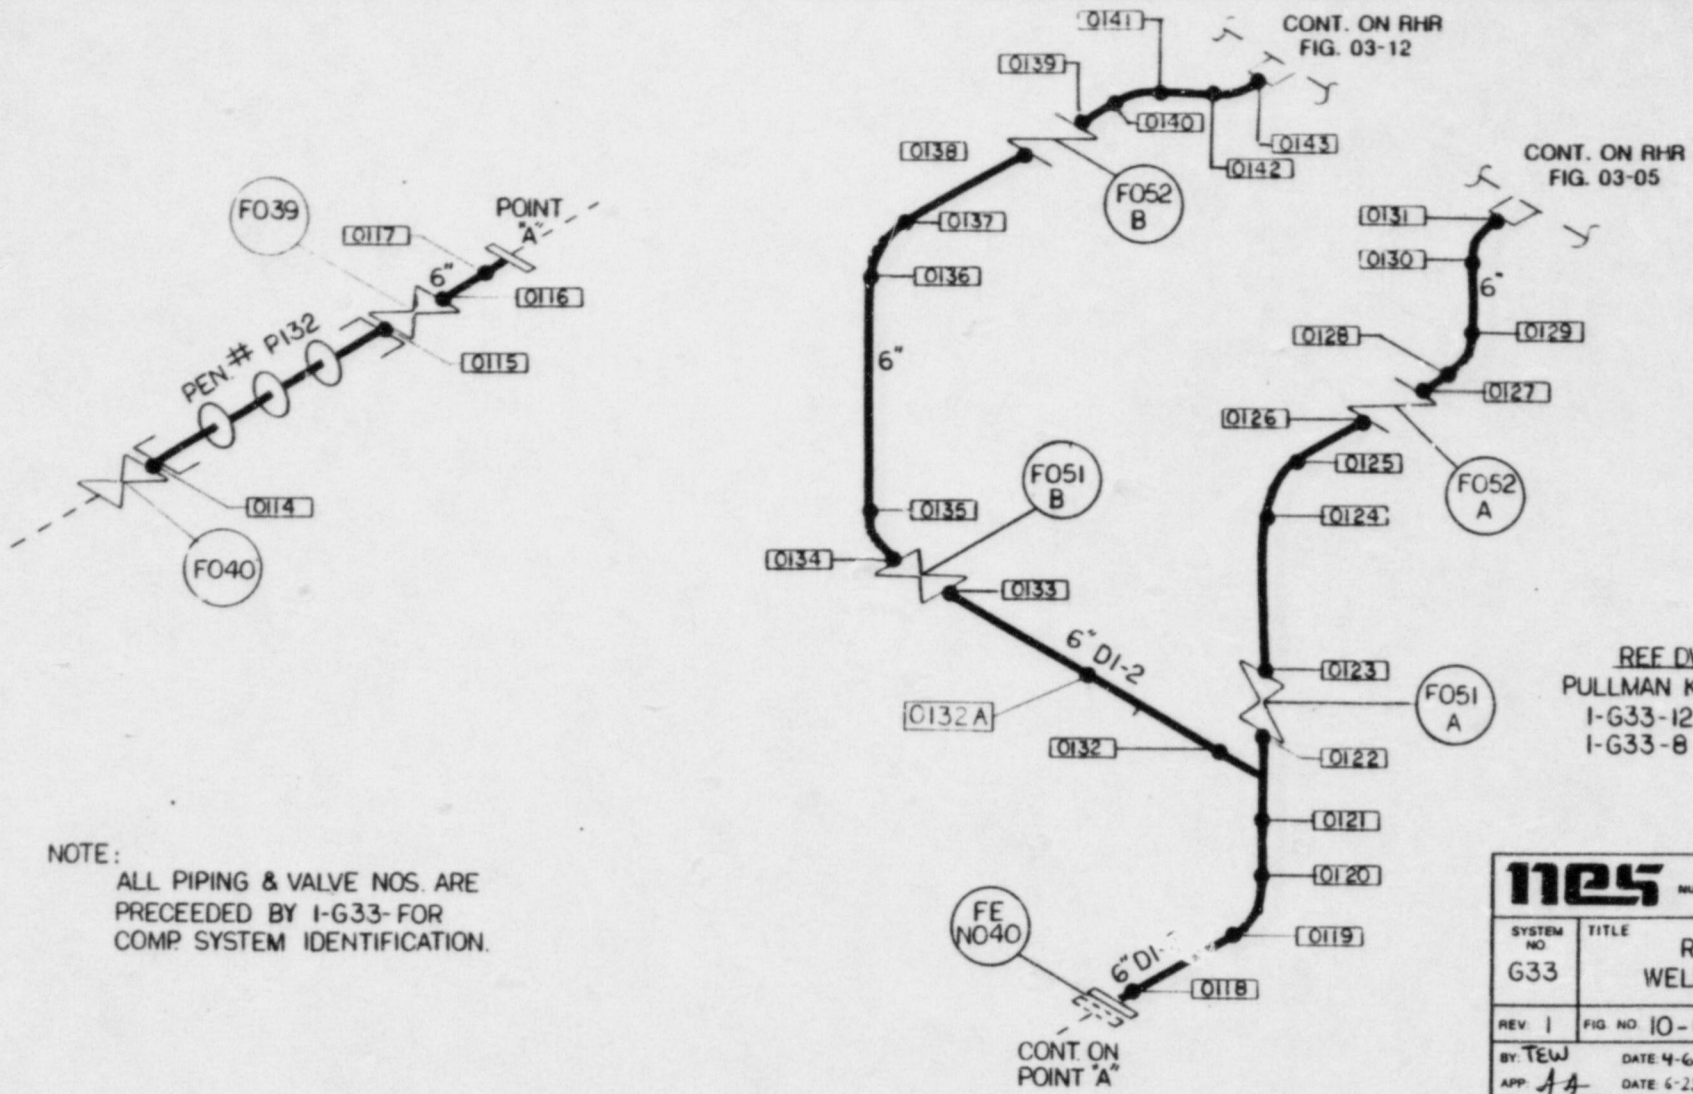 0141
CONT. ON RHR
FIG. 03-12
0139
0140
0143
0142
0138
F052
B
CONT. ON RHR
FIG. 03-05
F039
POINT
"A"
0117
6"
0116
0137
0136
0131
0130
6"
PEN.# P132
0115
6"
0128
0129
0127
0126
0125
F051
B
F052
A
0114
0135
0124
F040
0134
0133
6" D1-2
0123
F051
A
REF
PULLMAN
1-G33-12
1-G33-8
0132A
0132
0122
0121
0120
NOTE:
ALL PIPING & VALVE NOS. ARE
PRECEEDED BY 1-G33- FOR
COMP. SYSTEM IDENTIFICATION.
FE
N040
0119
6" D1-
0118
CONT. ON
POINT "A"
nes
SYSTEM
NO
G33
TITLE
REV: 1
FIG. NO. 10-
BY: TEW
DATE: 4-6
APP: AA
DATE: 6-2